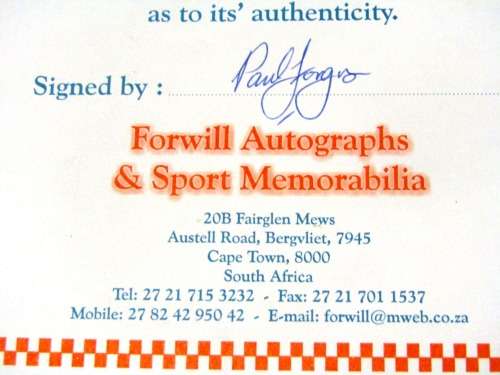 as to its' authenticity.
Signed by : Paul
Forwill Autographs
& Sport Memorabilia
20B Fairglen Mews
Austell Road, Bergvliet, 7945
Cape Town, 8000
South Africa
Tel: 27 21 715 3232 - Fax: 27 21 701 1537
Mobile: 27 82 42 950 42 - E-mail: forwill@mweb.co.za